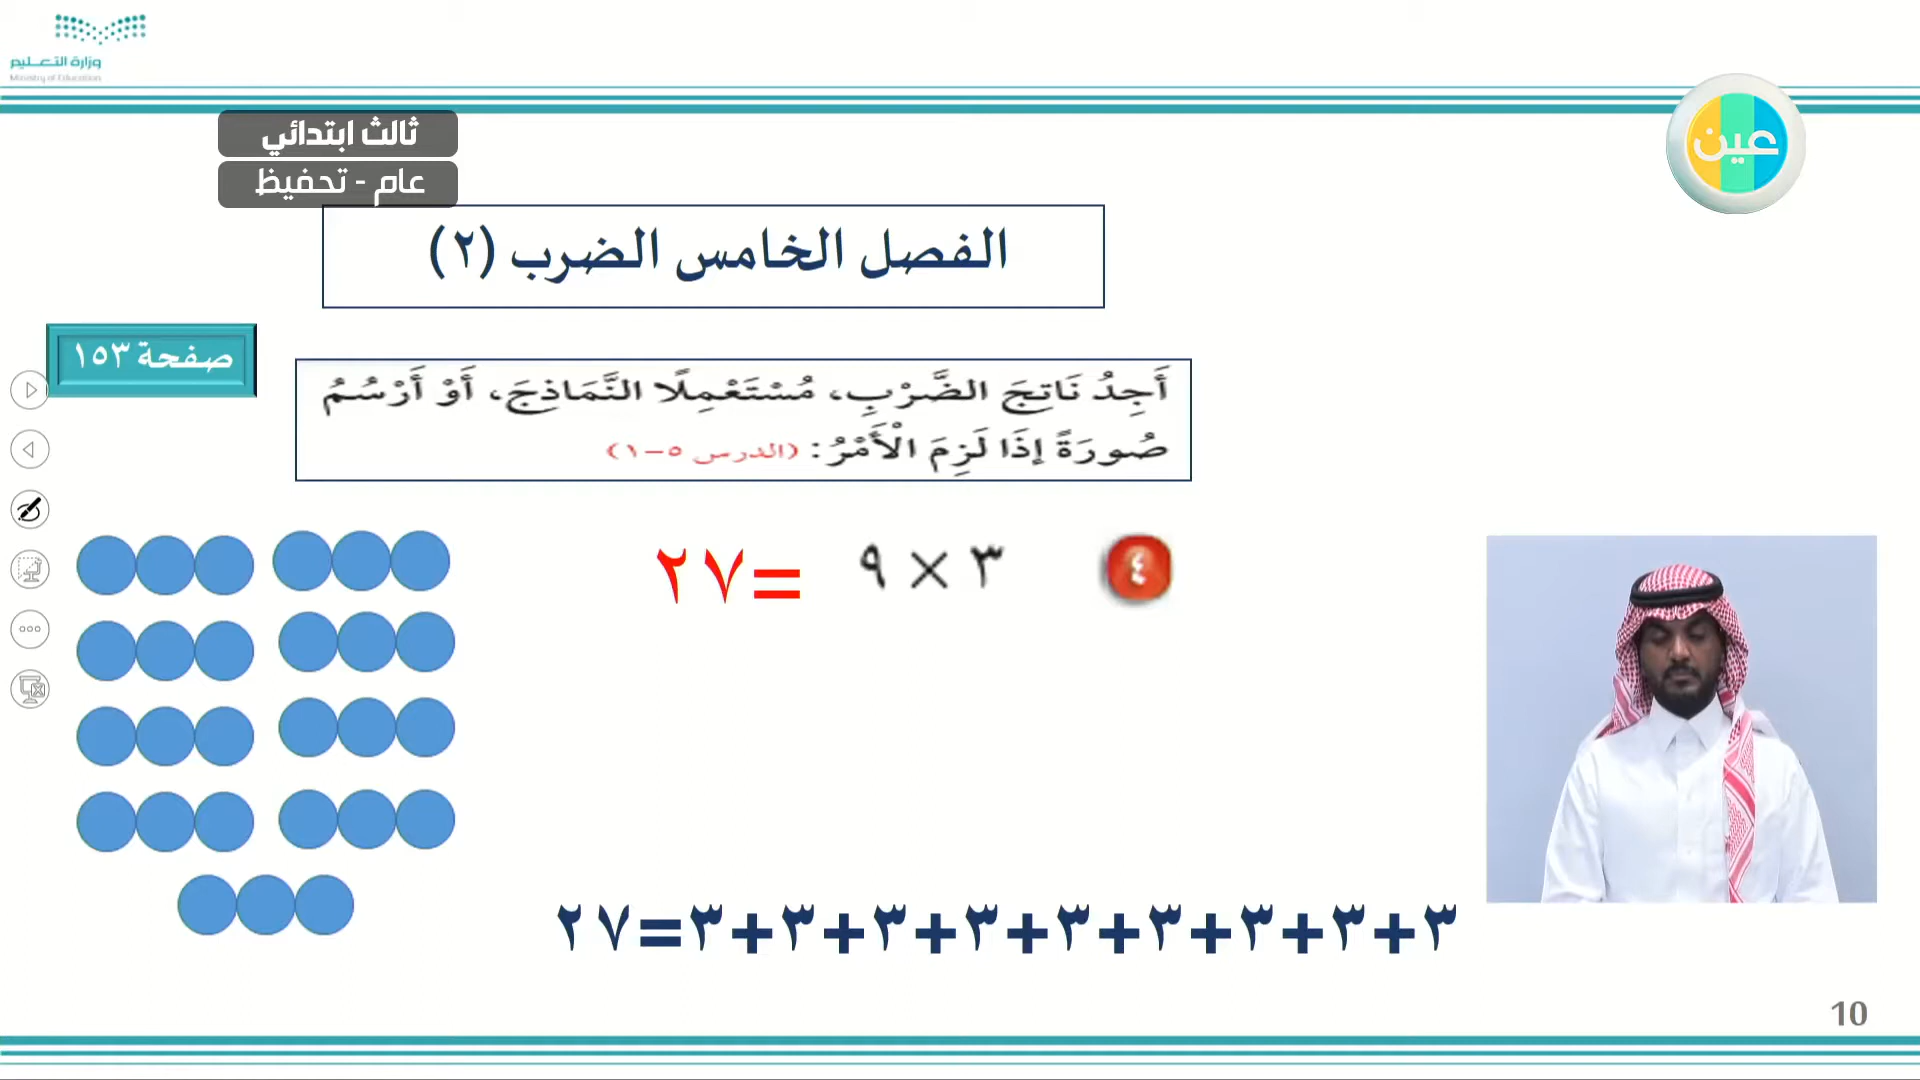 وزارة التعليم
Ministry of Education
عين
ثالث ابتدائي
عام - تحفيظ
الفصل الخامس الضرب (٢)
صفحة ١٥٣
أَجِدُ نَاتِجَ الضَّرْبِ، مُسْتَعْمِلًا النَّمَاذِجَ، أَوْ أَرْسُمُ
صُورَةً إِذَا لَزِمَ الْأَمْرُ: (الدرس ٥-١)
٤ ٣ × ٩ =٢٧
٣+٣+٣+٣+٣+٣+٣+٣+٣=٢٧
10